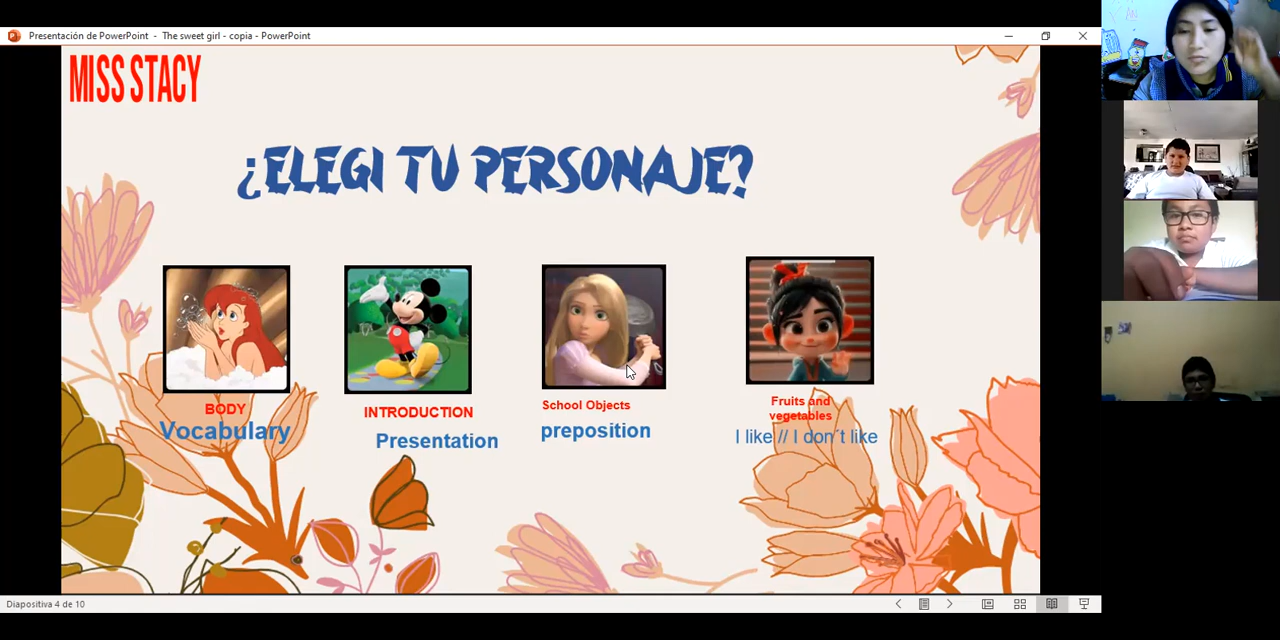 Presentación de PowerPoint - The sweet girl - copia - PowerPoint
MISS STACY
¿ELEGI TU PERSONAJE?
BODY
Vocabulary
INTRODUCTION
Presentation
School Objects
preposition
Fruits and
vegetables
I like // I don´t like
Diapositiva 4 de 10